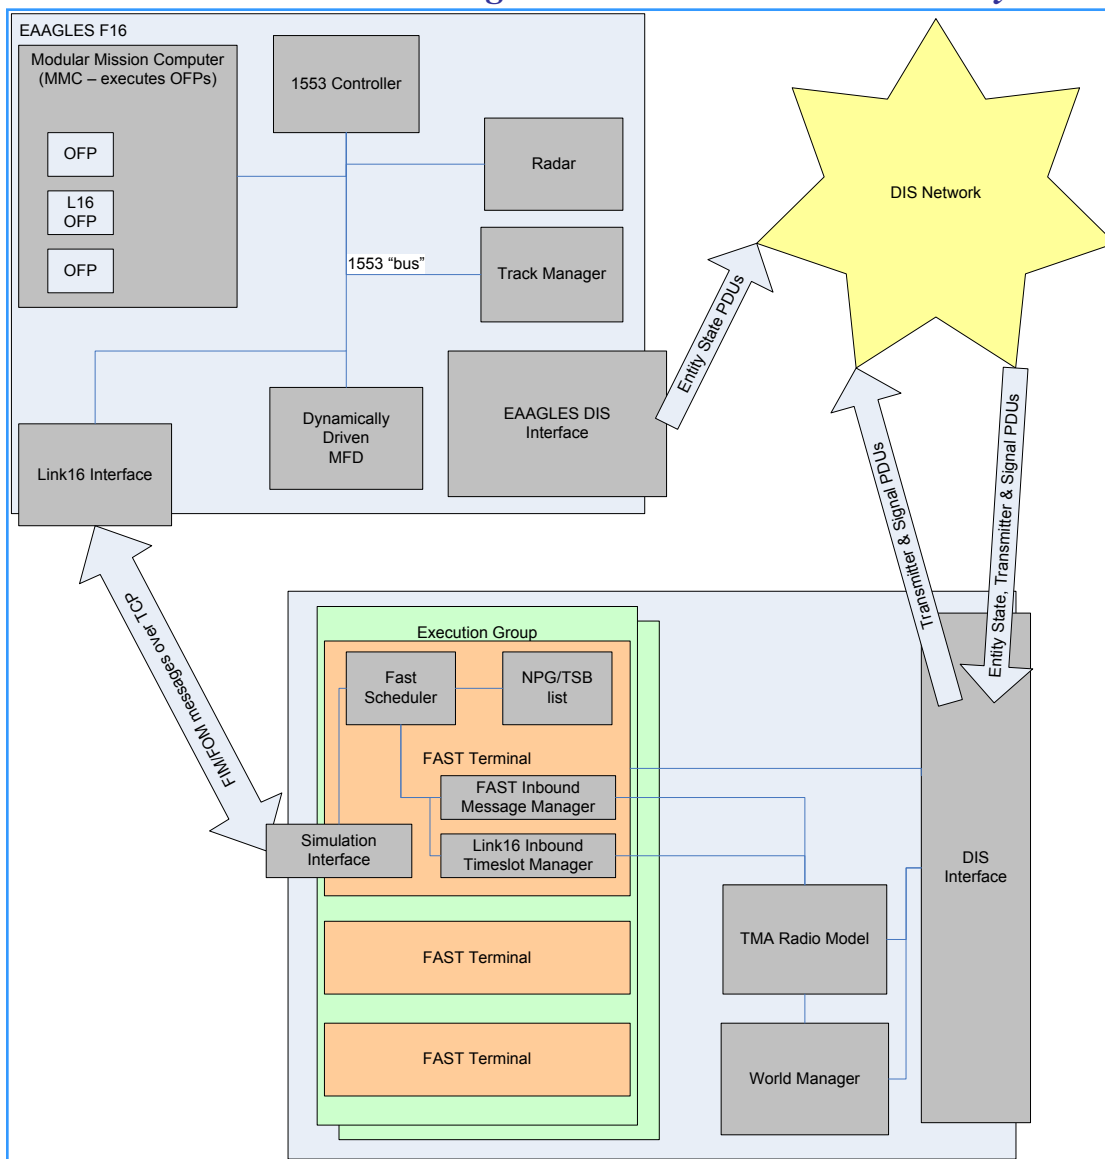 EAAGLES F16
Modular Mission Computer
(MMC – executes OFPs)
OFP
L16
OFP
OFP
1553 Controller
Radar
1553 “bus”
Track Manager
Dynamically
Driven
MFD
EAAGLES DIS
Interface
Link16 Interface
DIS Network
Entity State PDUs
Transmitter & Signal PDUs
Entity State, Transmitter & Signal PDUs
FIM/FOM messages over TCP
Execution Group
Fast
Scheduler
NPG/TSB
list
FAST Terminal
FAST Inbound
Message Manager
Link16 Inbound
Timeslot Manager
Simulation
Interface
FAST Terminal
FAST Terminal
TMA Radio Model
World Manager
DIS
Interface